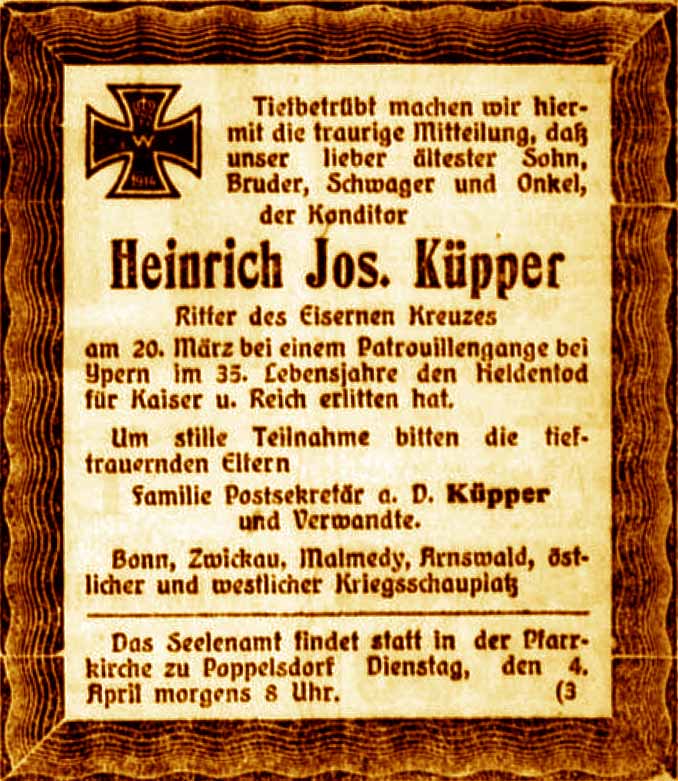 W
1914
Tiefbetrübt machen wir hier-
mit die traurige Mitteilung, daß
unser lieber ältester Sohn,
Bruder, Schwager und Onkel,
der Konditor
Heinrich Jos. Küpper
Ritter des Eisernen Kreuzes
am 20. März bei einem Patrouillengange bei
Ypern im 35. Lebensjahre den Heldentod
für Kaiser u. Reich erlitten hat.
Um stille Teilnahme bitten die tief-
trauernden Eltern
Familie Postsekretär a. D. Küpper
und Verwandte.
Bonn, Zwickau, Malmedy, Arnswald, öst-
licher und westlicher Kriegsschauplatz
Das Seelenamt findet statt in der Pfarr-
kirche zu Poppelsdorf Dienstag, den 4.
April morgens 8 Uhr. (3